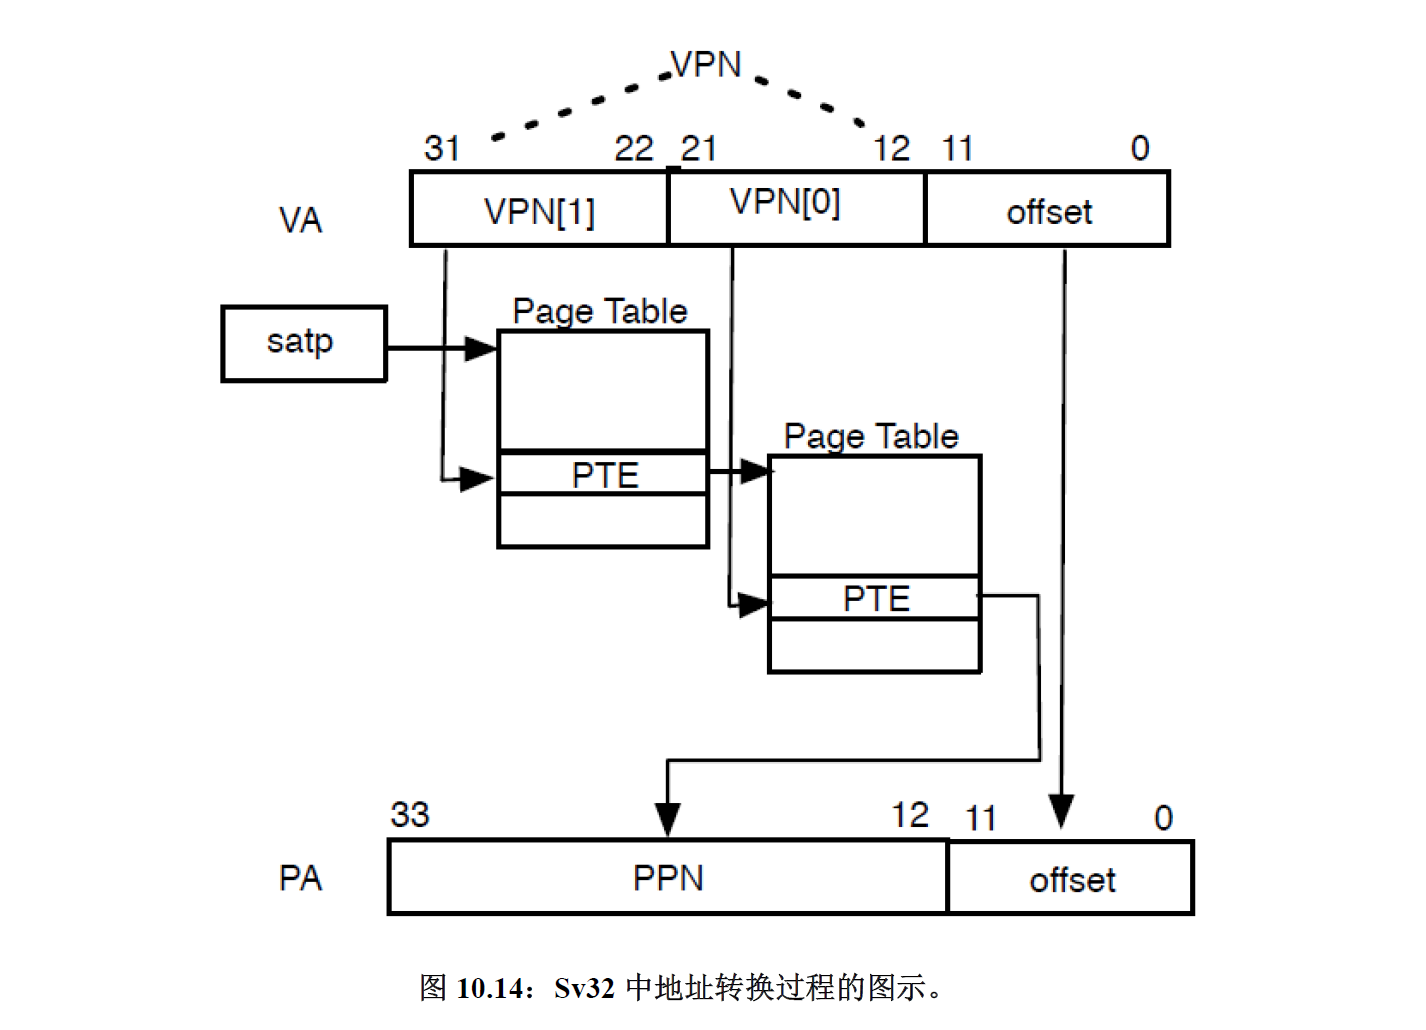 VPN
31 22 21 12 11 0
VA VPN[1] VPN[0] offset
Page Table
satp
Page Table
PTE
PTE
33 12 11 0
PA PPN offset
图 10.14：Sv32 中地址转换过程的图示。